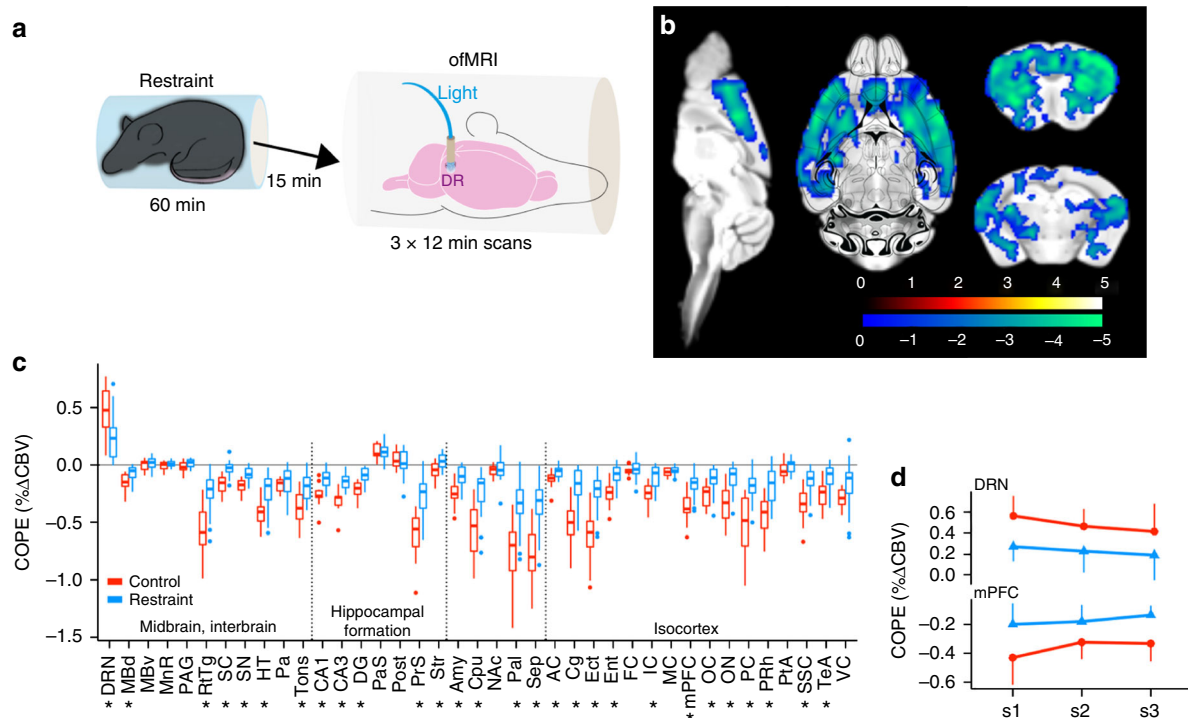 a
Restraint
60 min
15 min
ofMRI
Light
DR
3 × 12 min scans
b
0 1 2 3 4 5
0 −1 −2 −3 −4 −5
c
COPE (%ΔCBV)
0.5
0.0
−0.5
−1.0
−1.5
Control
Restraint
Midbrain, interbrain
Hippocampal
formation
Isocortex
* DRN
* MBd
MBv
MnR
PAG
* RtTg
* SC
* SN
* HT
Pa
* Tons
* CA1
* CA3
* DG
PaS
Post
* PrS
* Str
* Amy
* Cpu
NAc
* Pal
* Sep
* AC
* Cg
* Ect
* Ent
FC
* IC
MC
* mPFC
* OC
* ON
* PC
* PRh
PtA
* SSC
* TeA
* VC
d
COPE (%ΔCBV)
DRN
0.6
0.4
0.2
0.0
mPFC
−0.2
−0.4
−0.6
s1 s2 s3